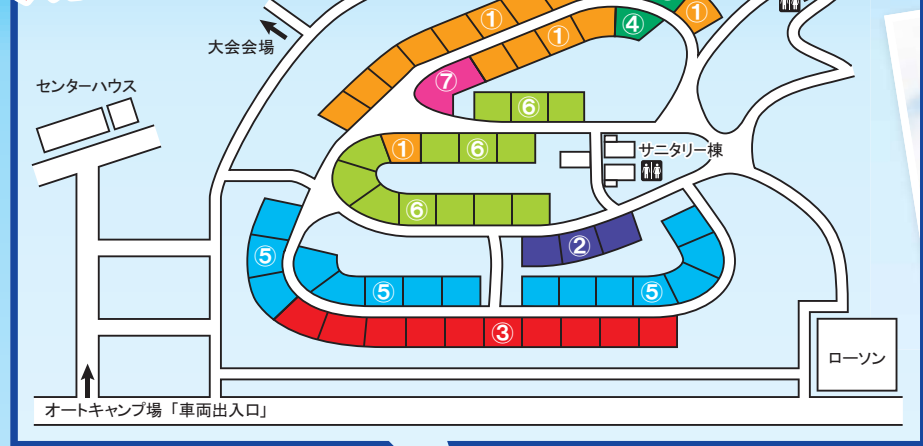 ①
①
①
④
大会会場
⑦
センターハウス
⑥
①
⑥
サニタリー棟
⑥
②
⑤
⑤
⑤
③
ローソン
オートキャンプ場「車両出入口」